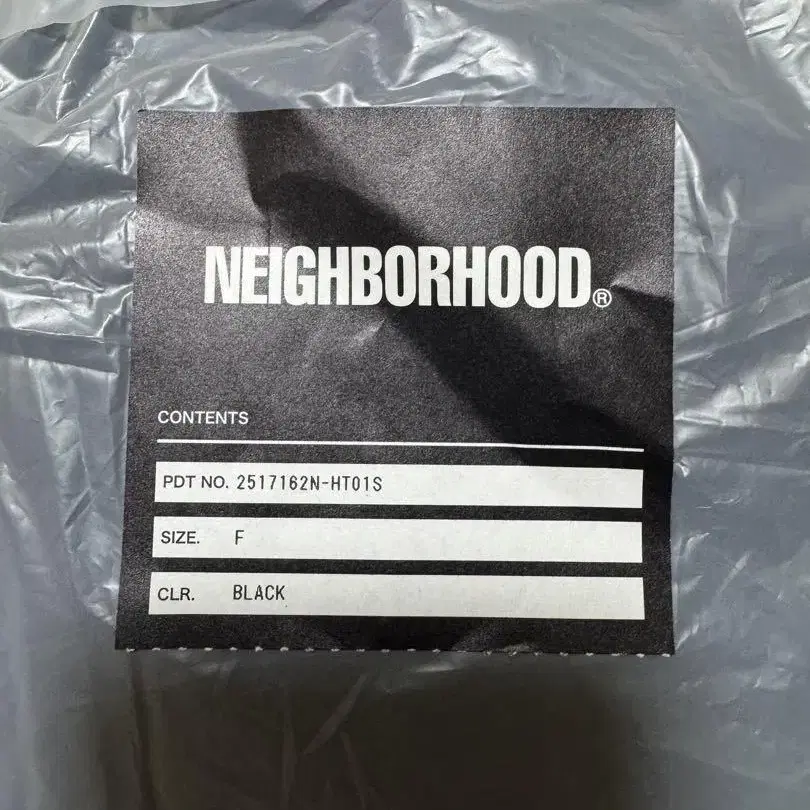 NEIGHBORHOOD®
CONTENTS
PDT NO. 2517162N-HT01S
SIZE. F
CLR. BLACK